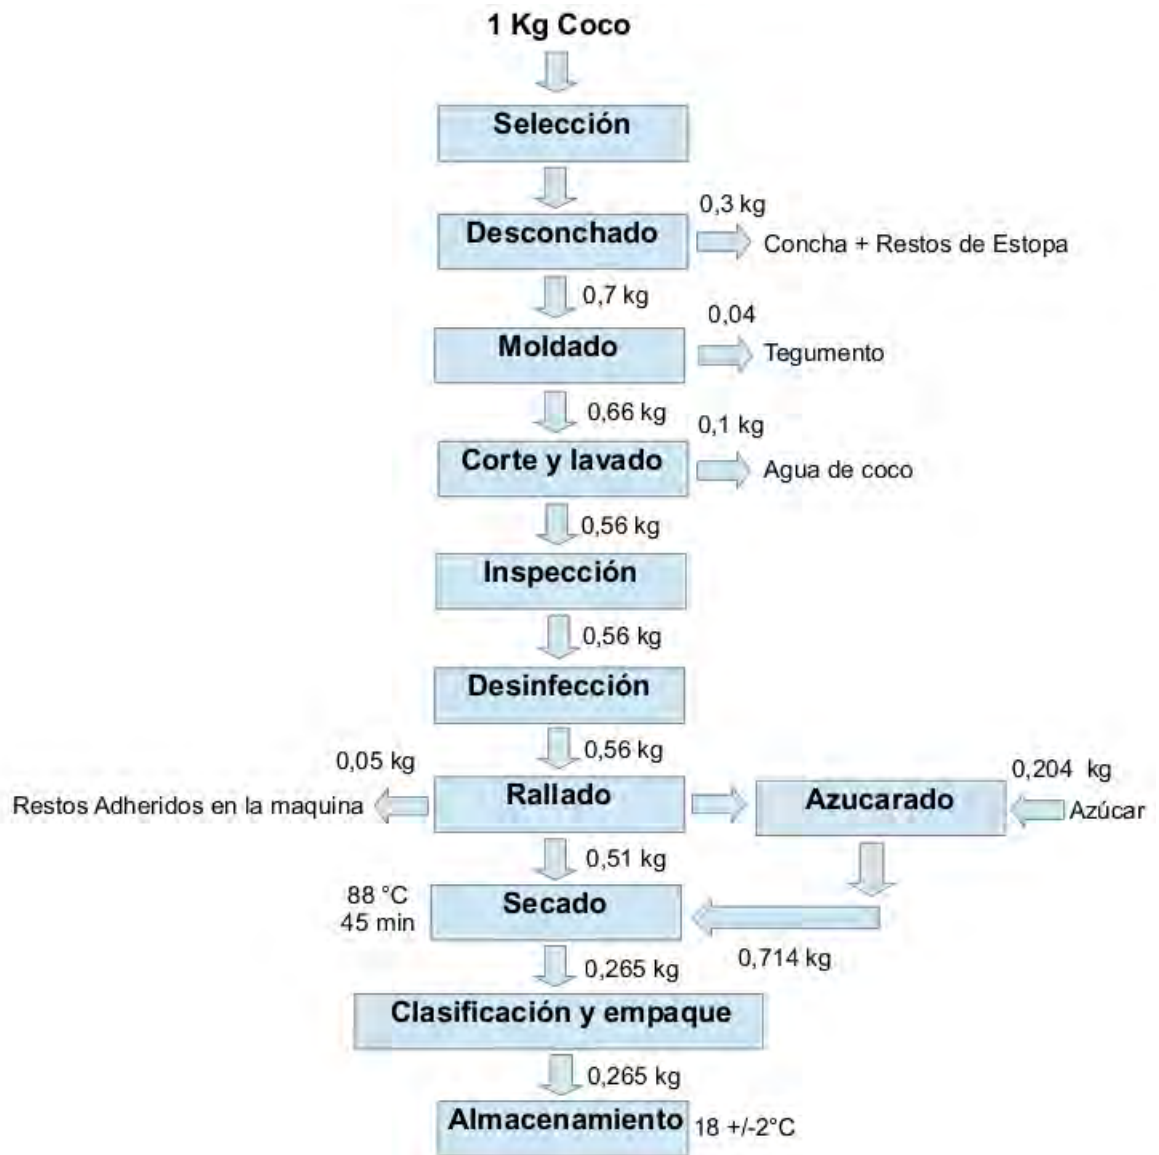 1 Kg Coco
Selección
0,3 kg
Desconchado
Concha + Restos de Estopa
0,7 kg
0,04
Moldado
Tegumento
0,66 kg
0,1 kg
Corte y lavado
Agua de coco
0,56 kg
Inspección
0,56 kg
Desinfección
0,56 kg
0,05 kg
Restos Adheridos en la maquina
Rallado
Azucarado
0,204 kg
Azúcar
0,51 kg
88 °C
45 min
Secado
0,714 kg
0,265 kg
Clasificación y empaque
0,265 kg
Almacenamiento
18 +/-2°C